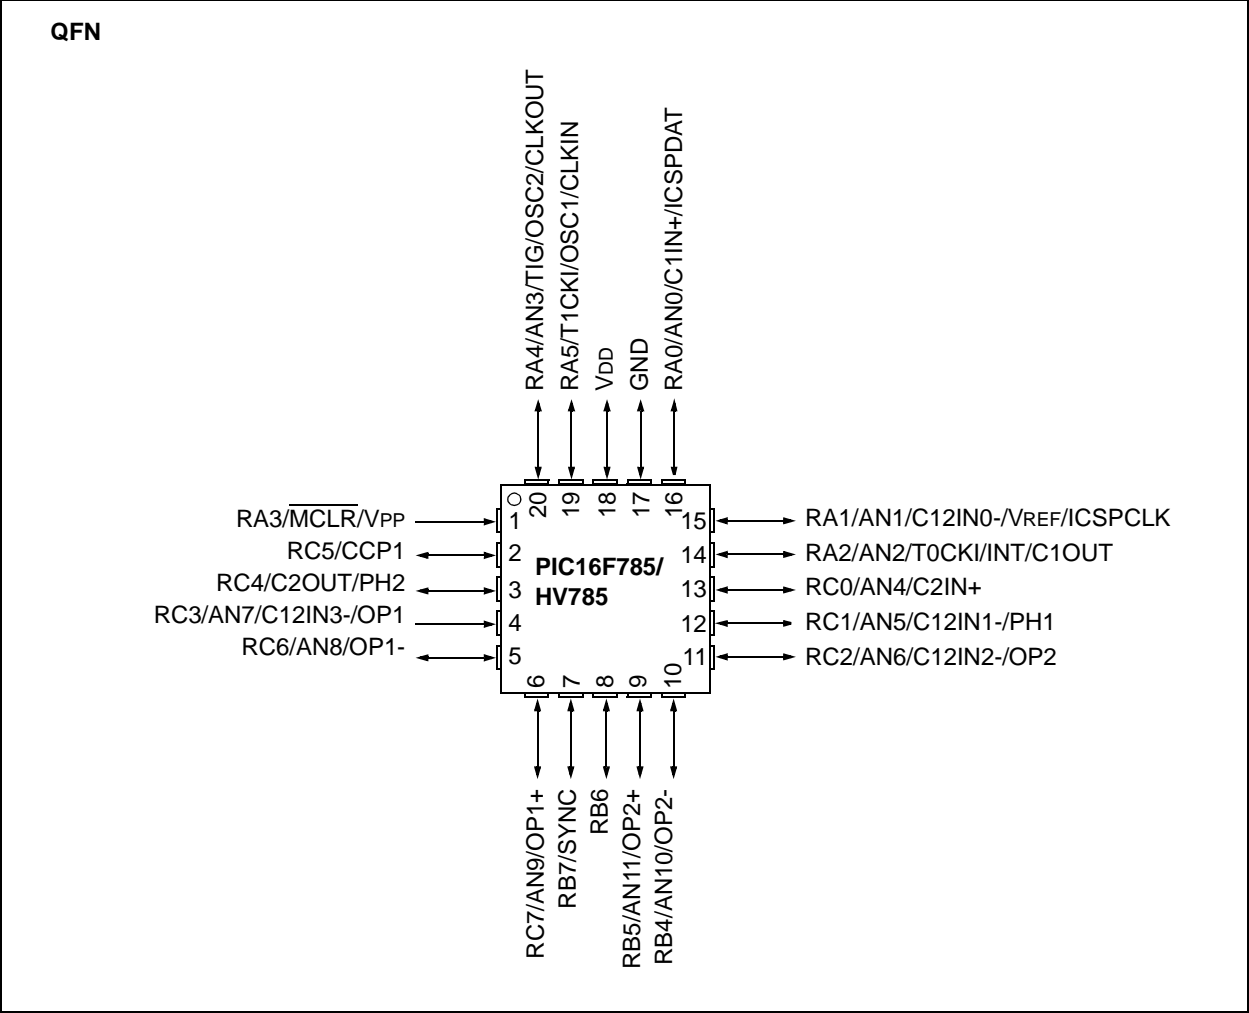 QFN
RA4/AN3/TIG/OSC2/CLKOUT
RA5/T1CKI/OSC1/CLKIN
VDD
GND
RA0/AN0/C1IN+/ICSPDAT
20
19
18
17
16
RA3/MCLR/VPP
1
RC5/CCP1
2
RC4/C2OUT/PH2
3
RC3/AN7/C12IN3-/OP1
4
RC6/AN8/OP1-
5
PIC16F785/
HV785
15
RA1/AN1/C12IN0-/VREF/ICSPCLK
14
RA2/AN2/T0CKI/INT/C1OUT
13
RC0/AN4/C2IN+
12
RC1/AN5/C12IN1-/PH1
11
RC2/AN6/C12IN2-/OP2
6
7
8
9
10
RC7/AN9/OP1+
RB7/SYNC
RB6
RB5/AN11/OP2+
RB4/AN10/OP2-